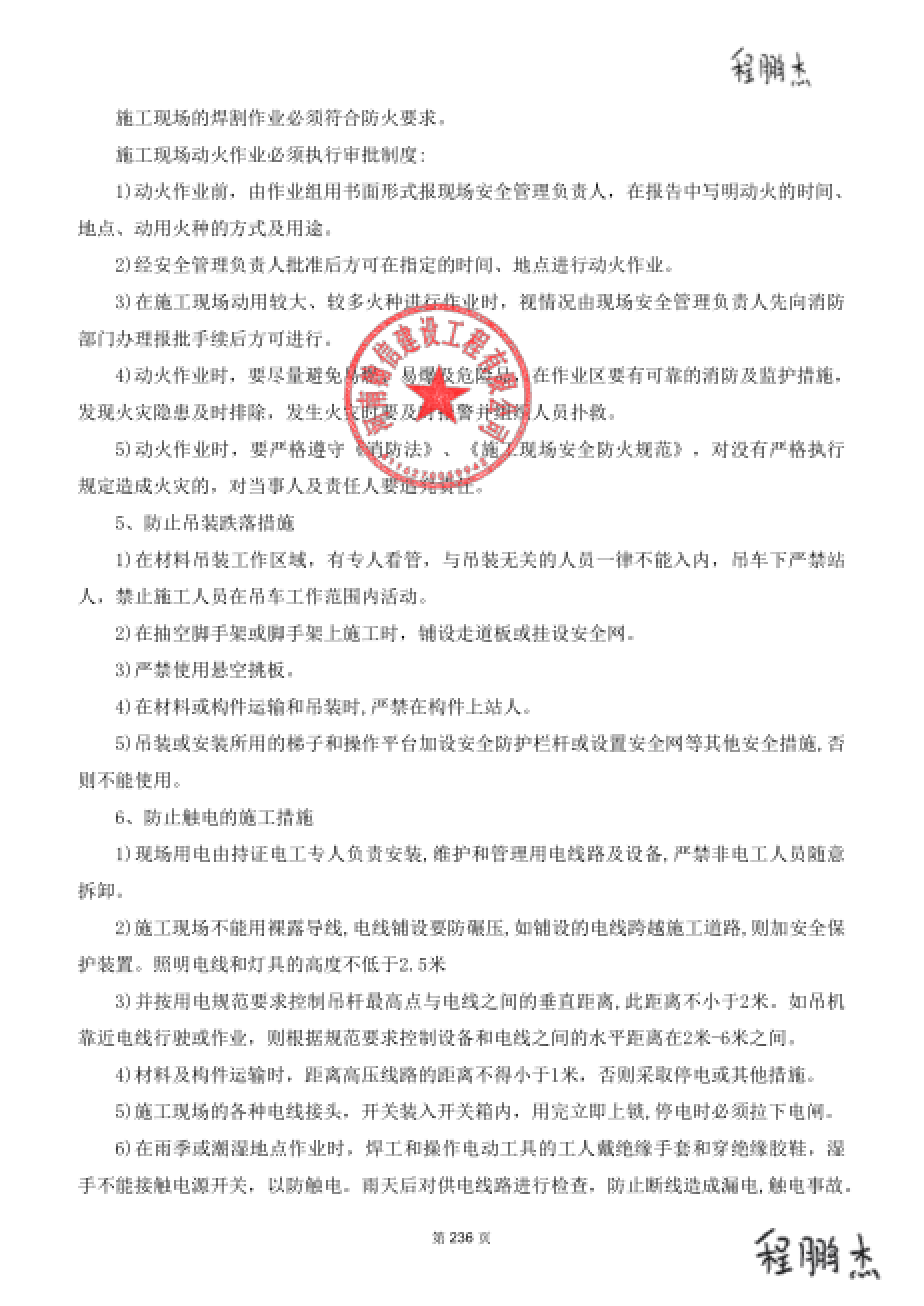 程鹏杰
施工现场的焊割作业必须符合防火要求。
施工现场动火作业必须执行审批制度:
1)动火作业前，由作业组用书面形式报现场安全管理负责人，在报告中写明动火的时间、
地点、动用火种的方式及用途。
2)经安全管理负责人批准后方可在指定的时间、地点进行动火作业。
3)在施工现场动用较大、较多火种进行作业时，视情况由现场安全管理负责人先向消防
部门办理报批手续后方可进行。
建设工程有限公司
4)动火作业时，要尽量避免易燃、易爆及危险品，在作业区要有可靠的消防及监护措施，
发现火灾隐患及时排除，发生火灾时要及时报警并组织人员扑救。
5)动火作业时，要严格遵守《消防法》、《施工现场安全防火规范》，对没有严格执行
规定造成火灾的，对当事人及责任人要追究责任。
5、防止吊装跌落措施
1)在材料吊装工作区域，有专人看管，与吊装无关的人员一律不能入内，吊车下严禁站
人，禁止施工人员在吊车工作范围内活动。
2)在抽空脚手架或脚手架上施工时，铺设走道板或挂设安全网。
3)严禁使用悬空挑板。
4)在材料或构件运输和吊装时,严禁在构件上站人。
5)吊装或安装所用的梯子和操作平台加设安全防护栏杆或设置安全网等其他安全措施,否
则不能使用。
6、防止触电的施工措施
1)现场用电由持证电工专人负责安装,维护和管理用电线路及设备,严禁非电工人员随意
拆卸。
2)施工现场不能用裸露导线,电线铺设要防碾压,如铺设的电线跨越施工道路,则加安全保
护装置。照明电线和灯具的高度不低于2.5米
3)并按用电规范要求控制吊杆最高点与电线之间的垂直距离,此距离不小于2米。如吊机
靠近电线行驶或作业，则根据规范要求控制设备和电线之间的水平距离在2米-6米之间。
4)材料及构件运输时，距离高压线路的距离不得小于1米，否则采取停电或其他措施。
5)施工现场的各种电线接头，开关装入开关箱内，用完立即上锁,停电时必须拉下电闸。
6)在雨季或潮湿地点作业时，焊工和操作电动工具的工人戴绝缘手套和穿绝缘胶鞋，湿
手不能接触电源开关，以防触电。雨天后对供电线路进行检查，防止断线造成漏电,触电事故。
第 236 页
程鹏杰